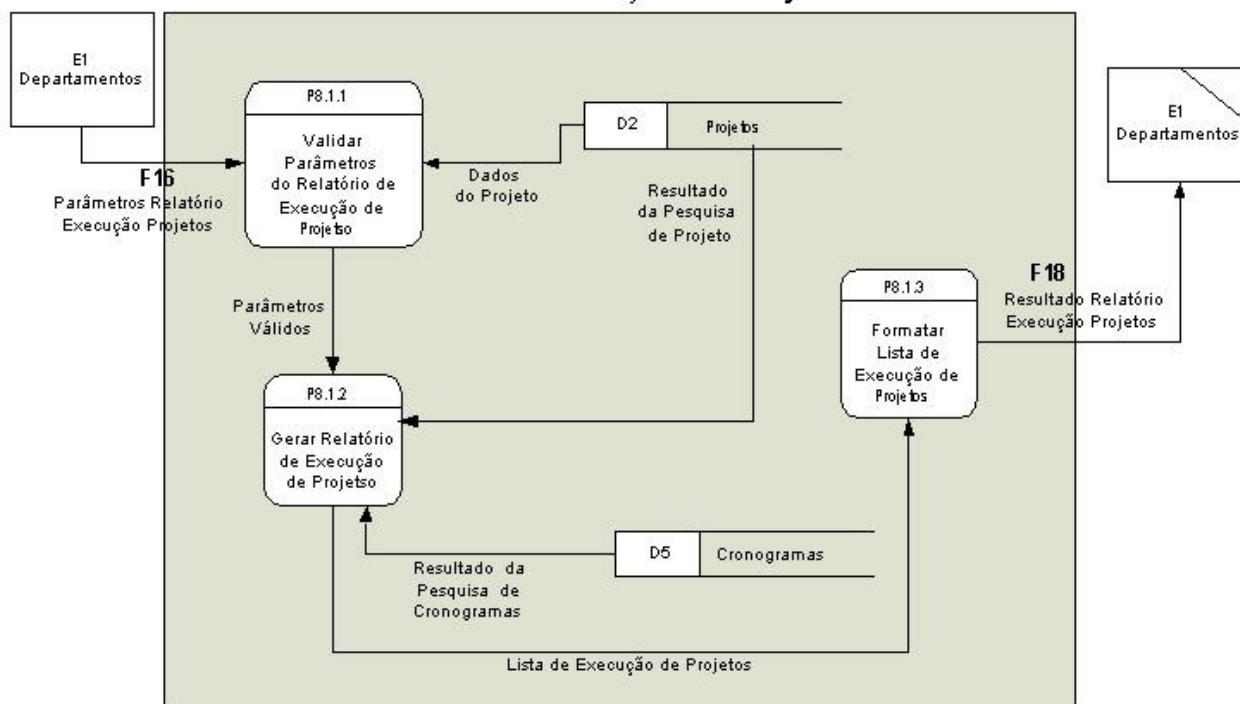 E1
Departamentos
F16
Parâmetros Relatório
Execução Projetos
P8.1.1
Validar
Parâmetros
do Relatório de
Execução de
Projetso
D2
Projetos
Dados
do Projeto
Resultado
da Pesquisa
de Projeto
Parâmetros
Válidos
P8.1.2
Gerar Relatório
de Execução
de Projetso
D5
Cronogramas
Resultado da
Pesquisa de
Cronogramas
Lista de Execução de Projetos
P8.1.3
Formatar
Lista de
Execução de
Projetos
F18
Resultado Relatório
Execução Projetos
E1
Departamentos